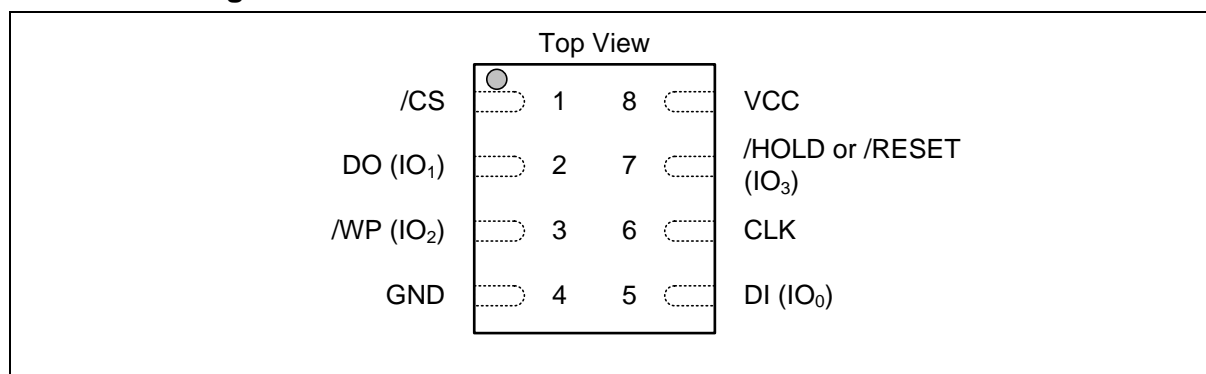 Top View
/CS 1 8 VCC
DO (IO₁) 2 7 /HOLD or /RESET
(IO₃)
/WP (IO₂) 3 6 CLK
GND 4 5 DI (IO₀)